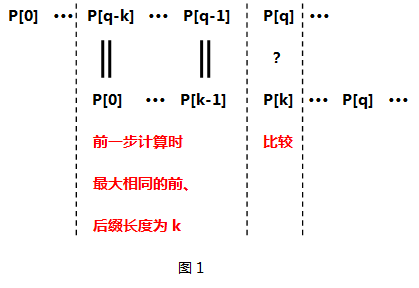 P[0] ••• P[q-k] ••• P[q-1] P[q] •••
?
P[0] ••• P[k-1] P[k] ••• P[q] •••
前一步计算时 比较
最大相同的前、
后缀长度为 k
图 1